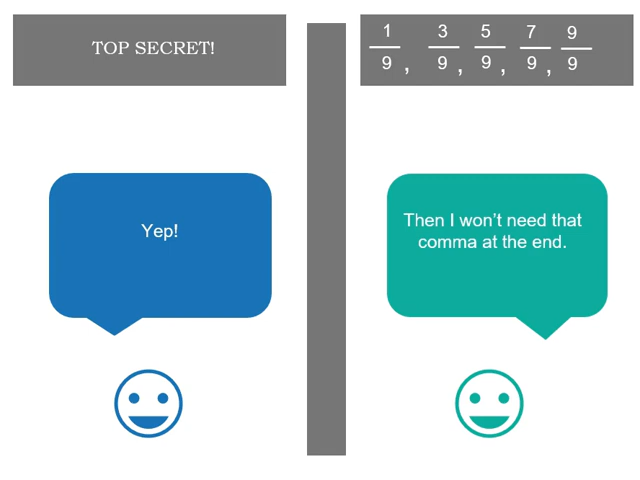 TOP SECRET!
1/9, 3/9, 5/9, 7/9, 9/9
Yep!
Then I won't need that
comma at the end.